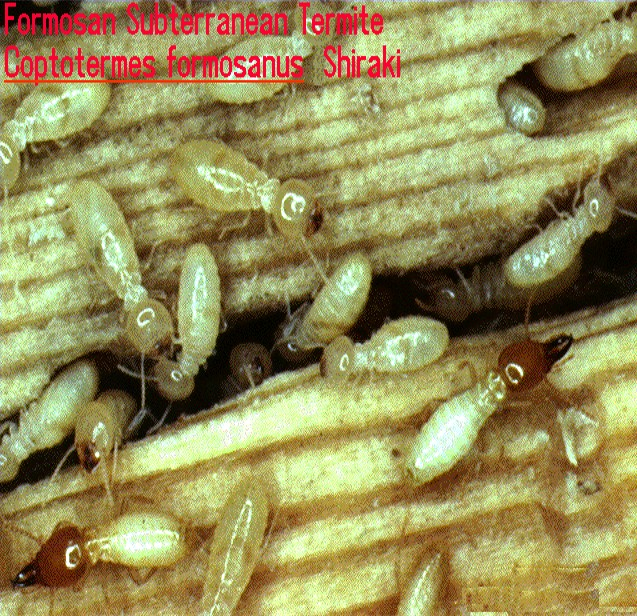 Formosan Subterranean Termite
Coptotermes formosanus Shiraki